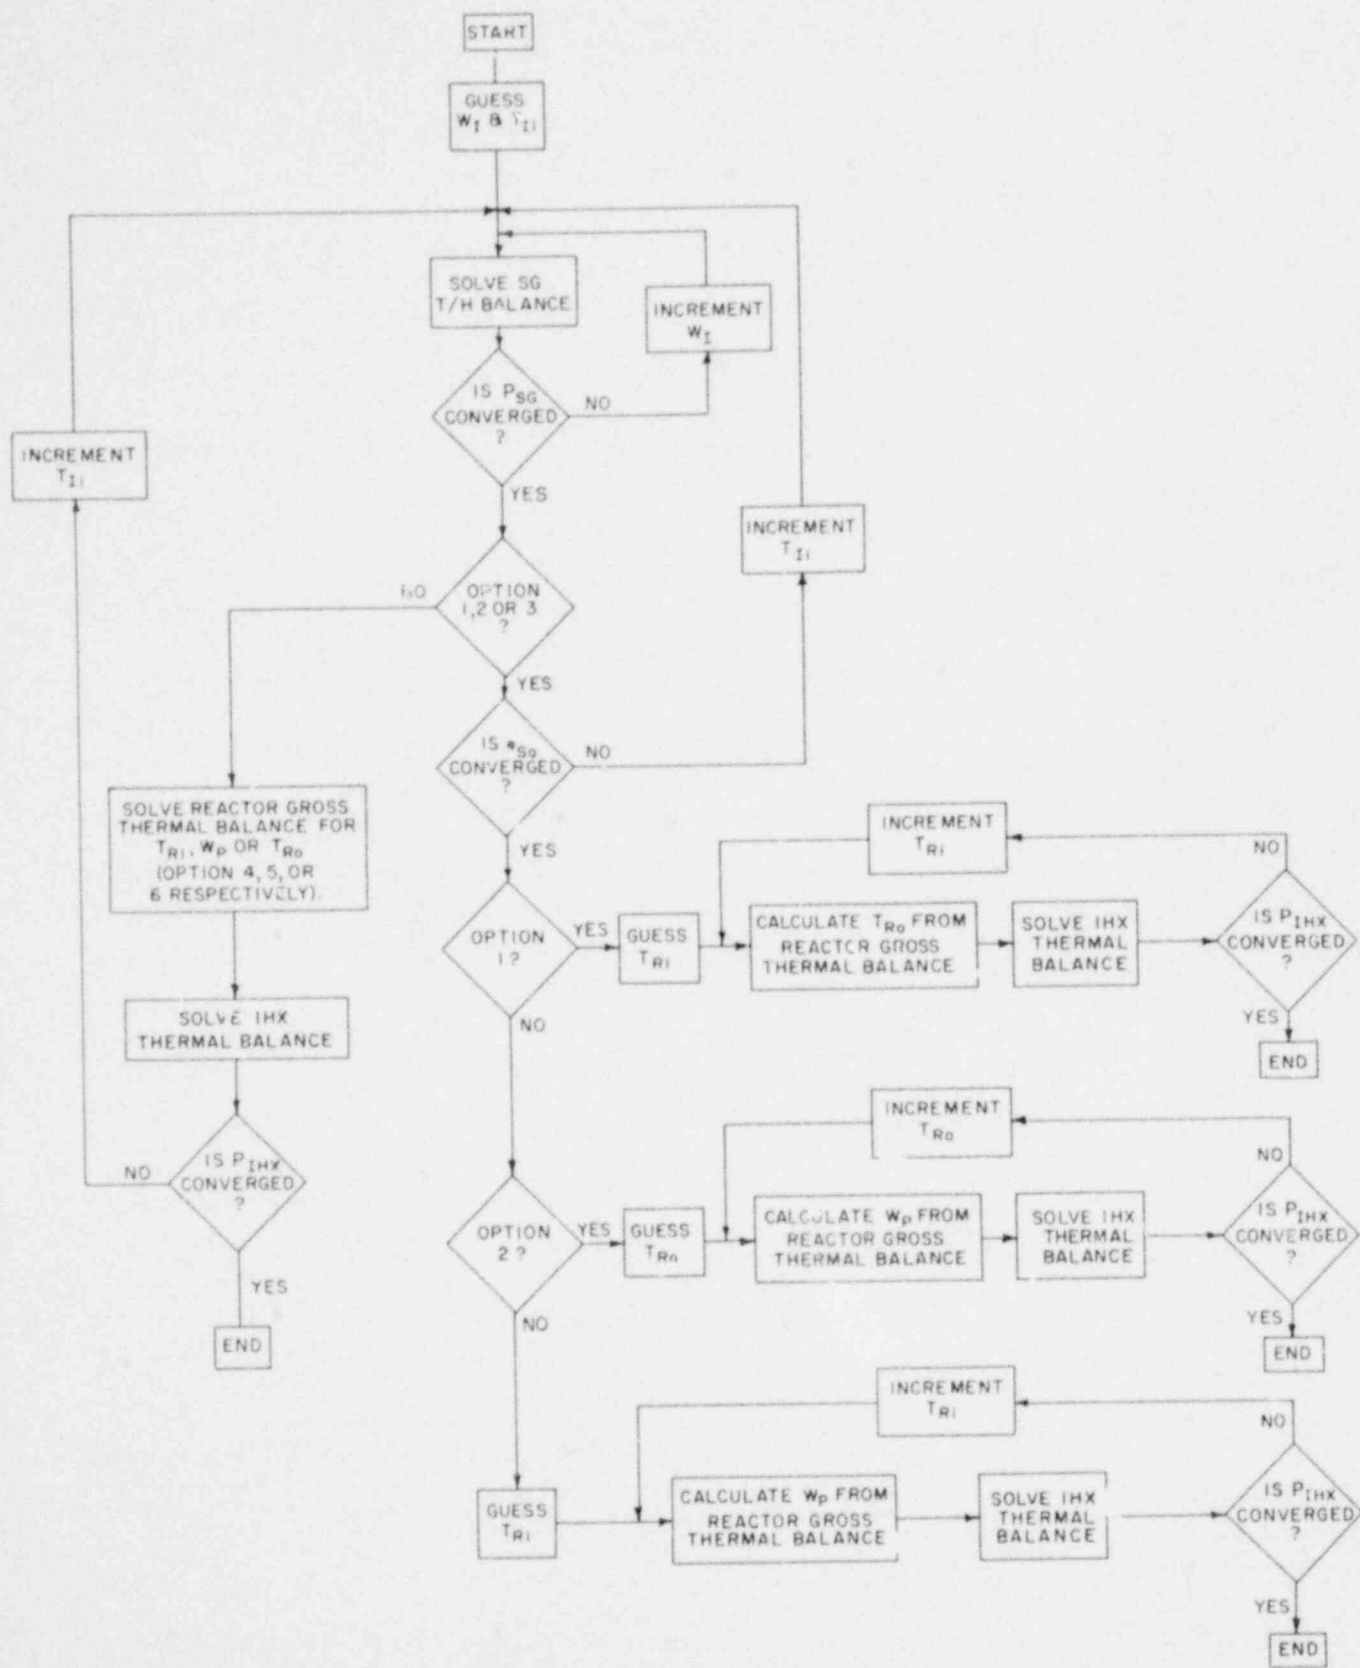 START
GUESS
W_I &
INCREMENT
T_Ii
SOLVE SG
T/H BALANCE
INCREMENT
W_I
IS P_SG
CONVERGED
?
NO
YES
INCREMENT
T_Ii
OPTION
1,2 OR 3
?
NO
YES
IS
CONVERGED
?
NO
YES
SOLVE REACTOR GROSS
THERMAL BALANCE FOR
T_Ri, W_P OR T_Ro
(OPTION 4, 5, OR
6 RESPECTIVELY).
SOLVE IHX
THERMAL BALANCE
IS P_IHX
CONVERGED
?
NO
YES
END
OPTION
1?
YES
NO
GUESS
T_Ri
INCREMENT
T_Ri
CALCULATE T_Ro FROM
REACTOR GROSS
THERMAL BALANCE
SOLVE IHX
THERMAL
BALANCE
NO
IS P_IHX
CONVERGED
?
YES
END
OPTION
2?
YES
NO
GUESS
T_Ro
INCREMENT
T_Ro
CALCULATE W_P FROM
REACTOR GROSS
THERMAL BALANCE
SOLVE IHX
THERMAL
BALANCE
NO
IS P_IHX
CONVERGED
?
YES
END
GUESS
T_Ri
INCREMENT
T_Ri
CALCULATE W_P FROM
REACTOR GROSS
THERMAL BALANCE
SOLVE IHX
THERMAL
BALANCE
NO
IS P_IHX
CONVERGED
?
YES
END